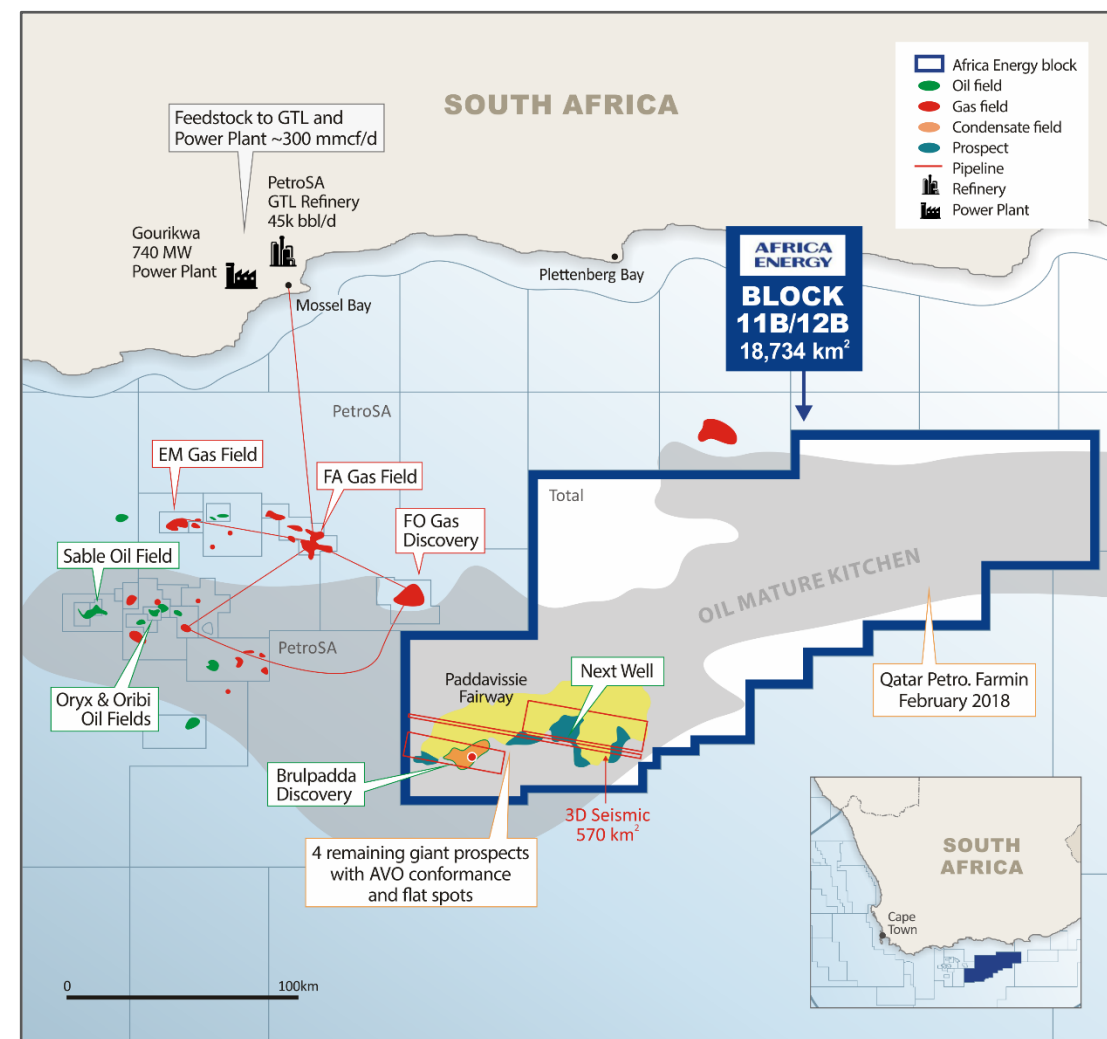 SOUTH AFRICA
Africa Energy block
Oil field
Gas field
Condensate field
Prospect
Pipeline
Refinery
Power Plant
Feedstock to GTL and
Power Plant ~300 mmcf/d
PetroSA
GTL Refinery
45k bbl/d
Gourikwa
740 MW
Power Plant
Mossel Bay
Plettenberg Bay
AFRICA
ENERGY
BLOCK
11B/12B
18,734 km²
PetroSA
EM Gas Field
FA Gas Field
FO Gas
Discovery
Total
Sable Oil Field
OIL MATURE KITCHEN
PetroSA
Oryx & Oribi
Oil Fields
Paddavissie
Fairway
Next Well
Qatar Petro. Farmin
February 2018
Brulpadda
Discovery
3D Seismic
570 km²
4 remaining giant prospects
with AVO conformance
and flat spots
SOUTH
AFRICA
Cape
Town
0
100km